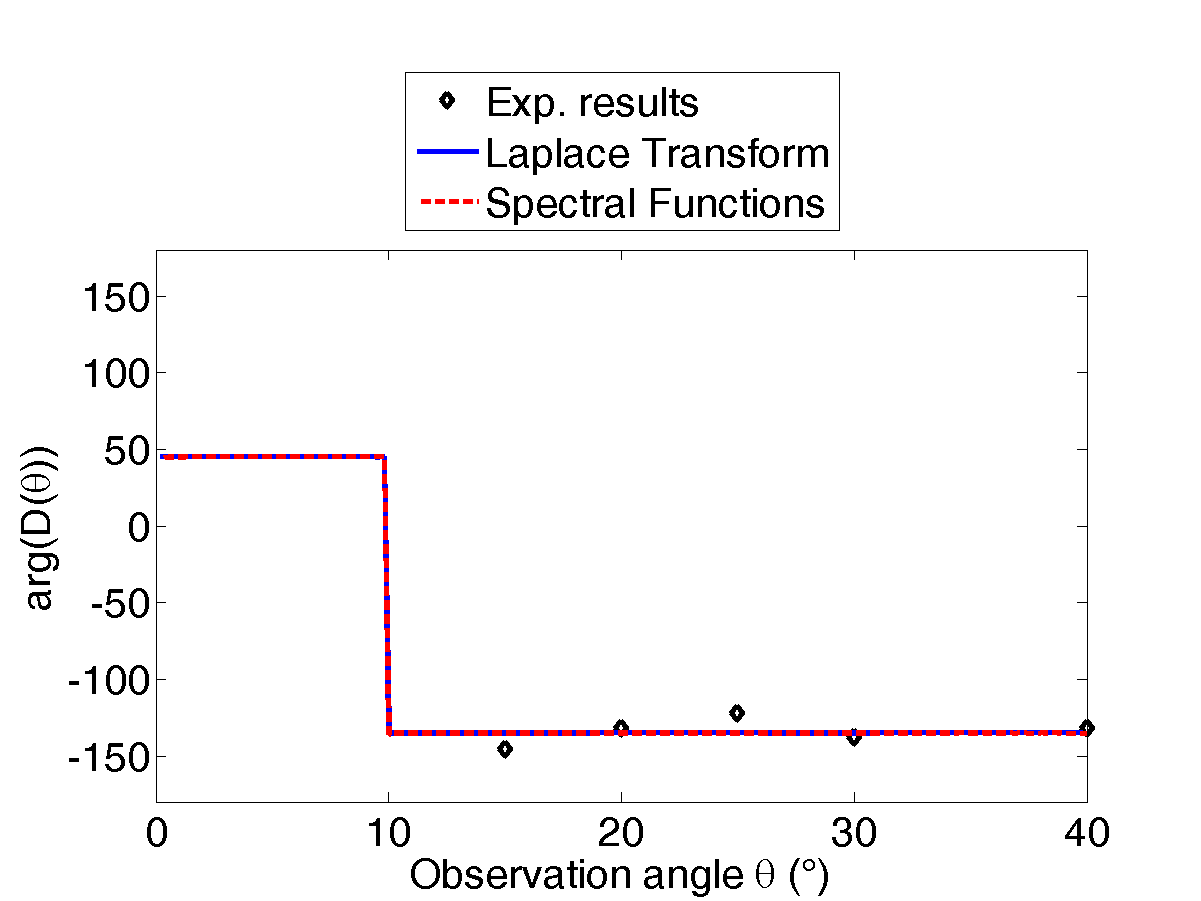 Exp. results
Laplace Transform
Spectral Functions
150
100
50
0
-50
-100
-150
arg(D(θ))
0 10 20 30 40
Observation angle θ (°)